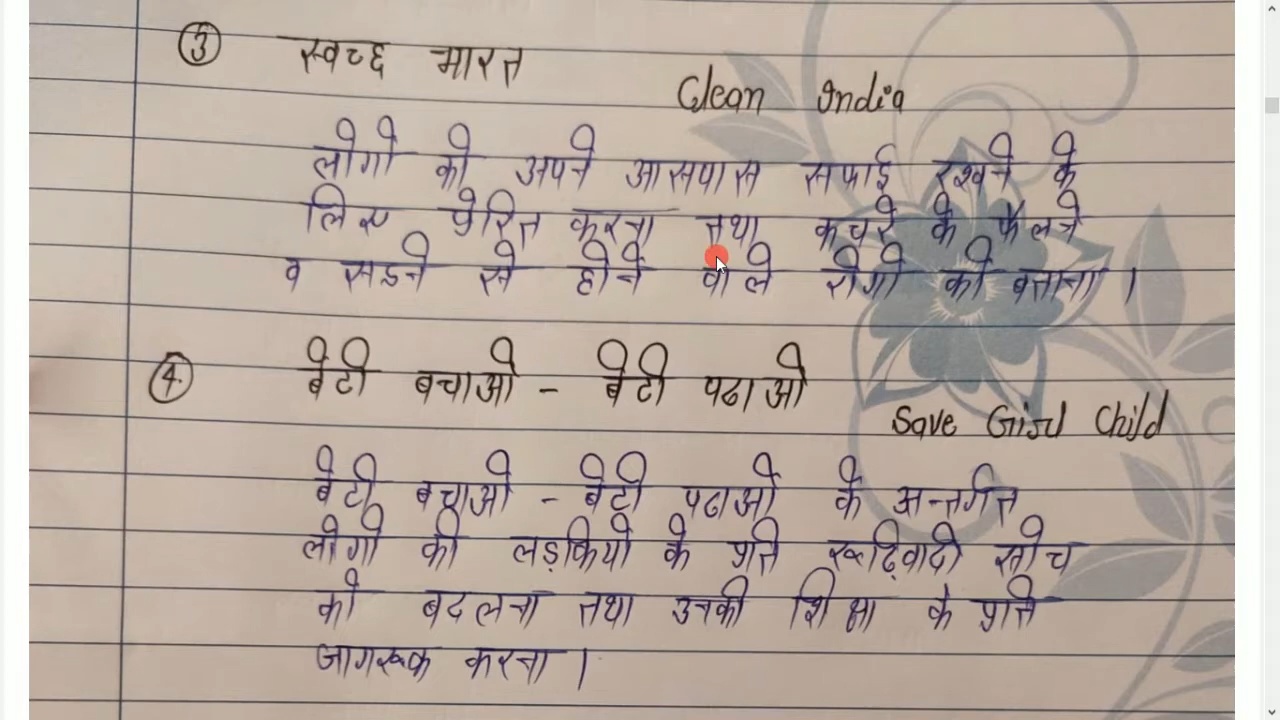 ③ स्वच्छ भारत
Clean India
लोगो को अपने आसपास सफाई रखने के
लिए प्रेरित करना तथा कचरे के फैलने
व सडने से होने वाले रोगो को बताना ।
④ बेटी बचाओ - बेटी पढाओ
Save Girl Child
बेटी बचाओ - बेटी पढाओ के अन्तर्गत
लोगो की लड़कियो के प्रति रूढ़िवादी सोच
को बदलना तथा उनकी शिक्षा के प्रति
जागरूक करना ।